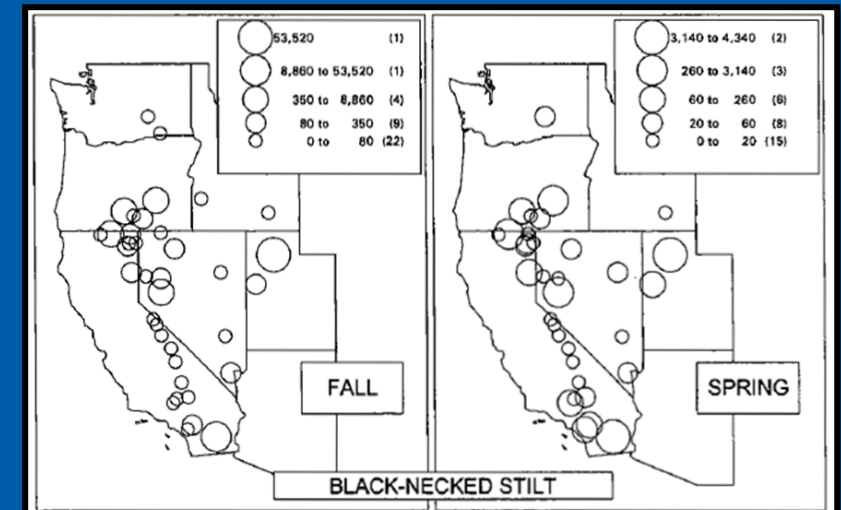 53,520 (1)
8,860 to 53,520 (1)
350 to 8,860 (4)
80 to 350 (9)
0 to 80 (22)
FALL
3,140 to 4,340 (2)
260 to 3,140 (3)
60 to 260 (6)
20 to 60 (8)
0 to 20 (15)
SPRING
BLACK-NECKED STILT